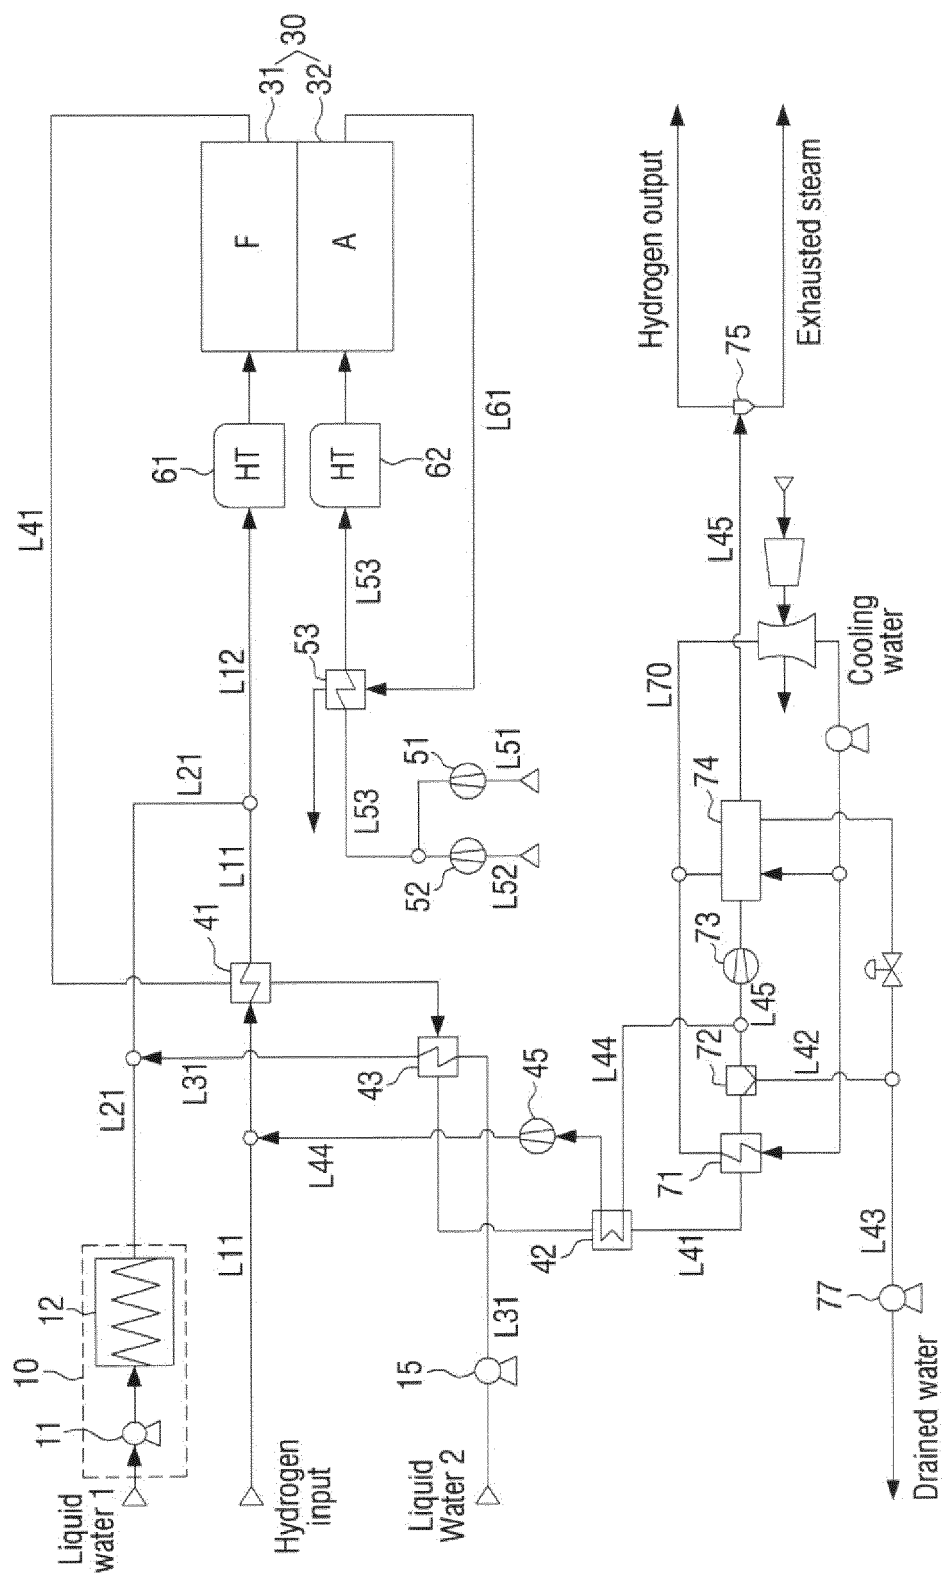 Liquid
water 1
11
10
12
L21
L31
L21
L41
Hydrogen
input
L11
L44
41
L11
L12
61
HT
F
31
30
32
A
HT
62
L53
53
L61
L53
51
L51
52
L52
Liquid
Water 2
15
L31
43
45
42
L41
L44
71
72
L45
73
74
L70
L45
75
Hydrogen output
Exhausted steam
Cooling
water
L42
L43
77
Drained water